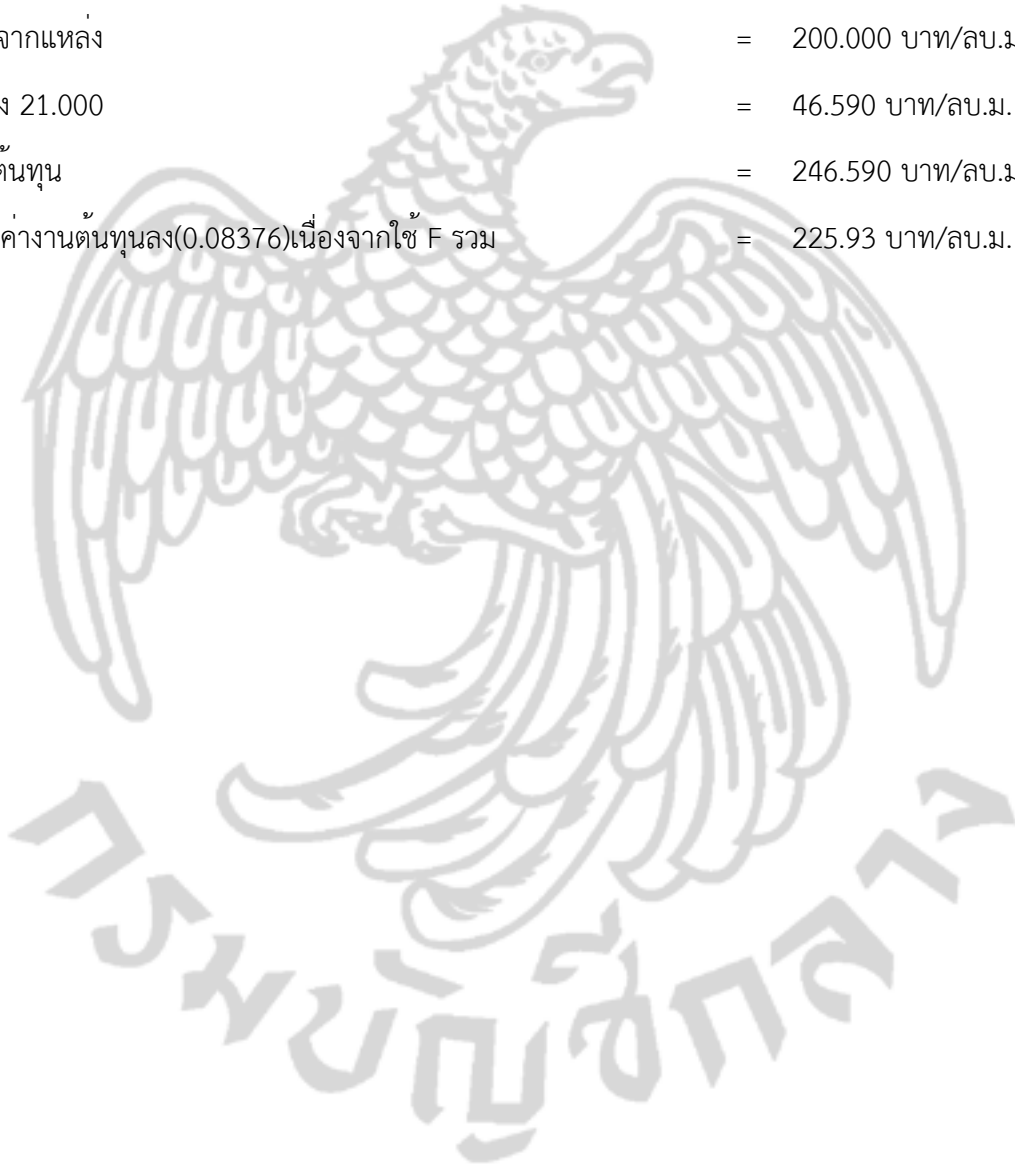 จากแหล่ง = 200.000 บาท/ลบ.ม
ง 21.000 = 46.590 บาท/ลบ.ม.
ต้นทุน = 246.590 บาท/ลบ.ม
ค่างานต้นทุนลง(0.08376)เนื่องจากใช้ F รวม = 225.93 บาท/ลบ.ม.
กรมบัญชีกลาง